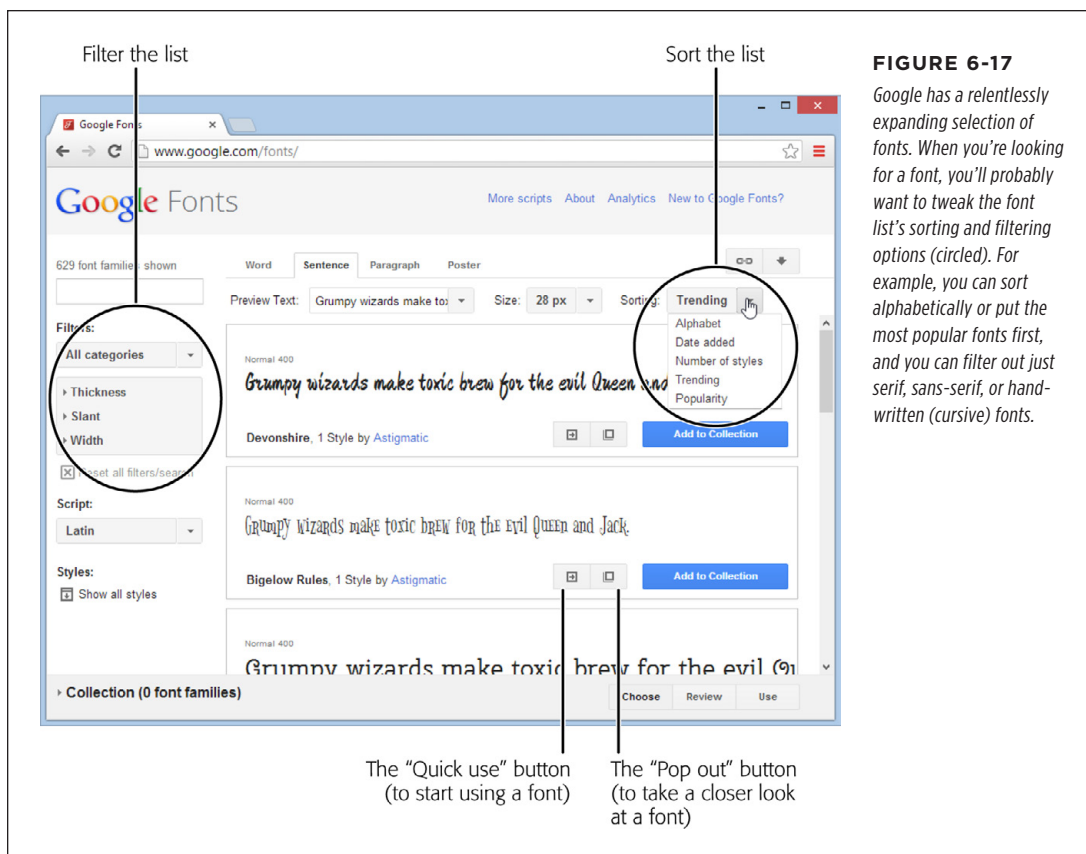 Filter the list
Sort the list
FIGURE 6-17
Google has a relentlessly
expanding selection of
fonts. When you're looking
for a font, you'll probably
want to tweak the font
list's sorting and filtering
options (circled). For
example, you can sort
alphabetically or put the
most popular fonts first,
and you can filter out just
serif, sans-serif, or hand-
written (cursive) fonts.
Google Fonts
www.google.com/fonts/
Google Fonts
More scripts About Analytics New to Google Fonts?
629 font families shown
Word Sentence Paragraph Poster
Preview Text: Grumpy wizards make to Size: 28 px Sorting: Trending
Alphabet
Date added
Number of styles
Trending
Popularity
Filters:
All categories
Thickness
Slant
Width
Reset all filters/search
Script:
Latin
Styles:
Show all styles
Normal 400
Grumpy wizards make toxic brew for the evil Queen and
Devonshire, 1 Style by Astigmatic
Add to Collection
Normal 400
Grumpy wizards make toxic brew for the evil Queen and Jack.
Bigelow Rules, 1 Style by Astigmatic
Add to Collection
Normal 400
Grumpy wizards make toxic brew for the evil Qu
Collection (0 font families)
Choose Review Use
The "Quick use" button
(to start using a font)
The "Pop out" button
(to take a closer look
at a font)